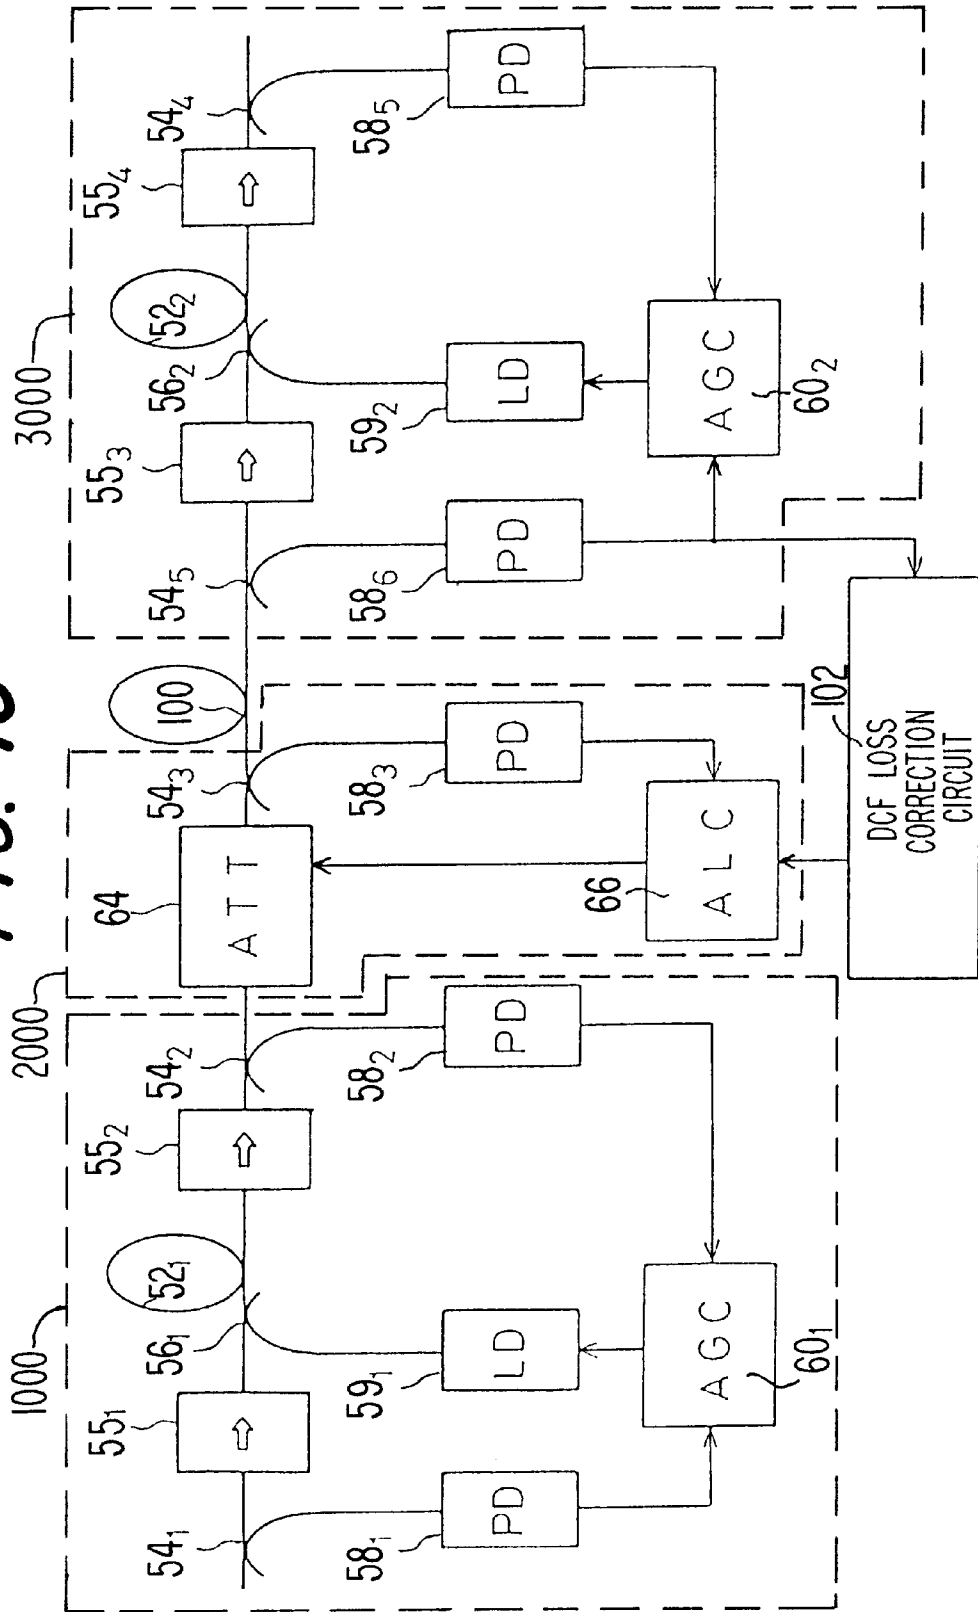 1000
2000
3000
54₁
55₁
56₁
52₁
55₂
54₂
64
ATT
54₃
100
54₅
55₃
56₂
52₂
55₄
54₄
58₁
PD
59₁
LD
58₂
PD
58₃
PD
58₆
PD
59₂
LD
58₅
PD
AGC
60₁
66
ALC
AGC
60₂
102
DCF LOSS
CORRECTION
CIRCUIT